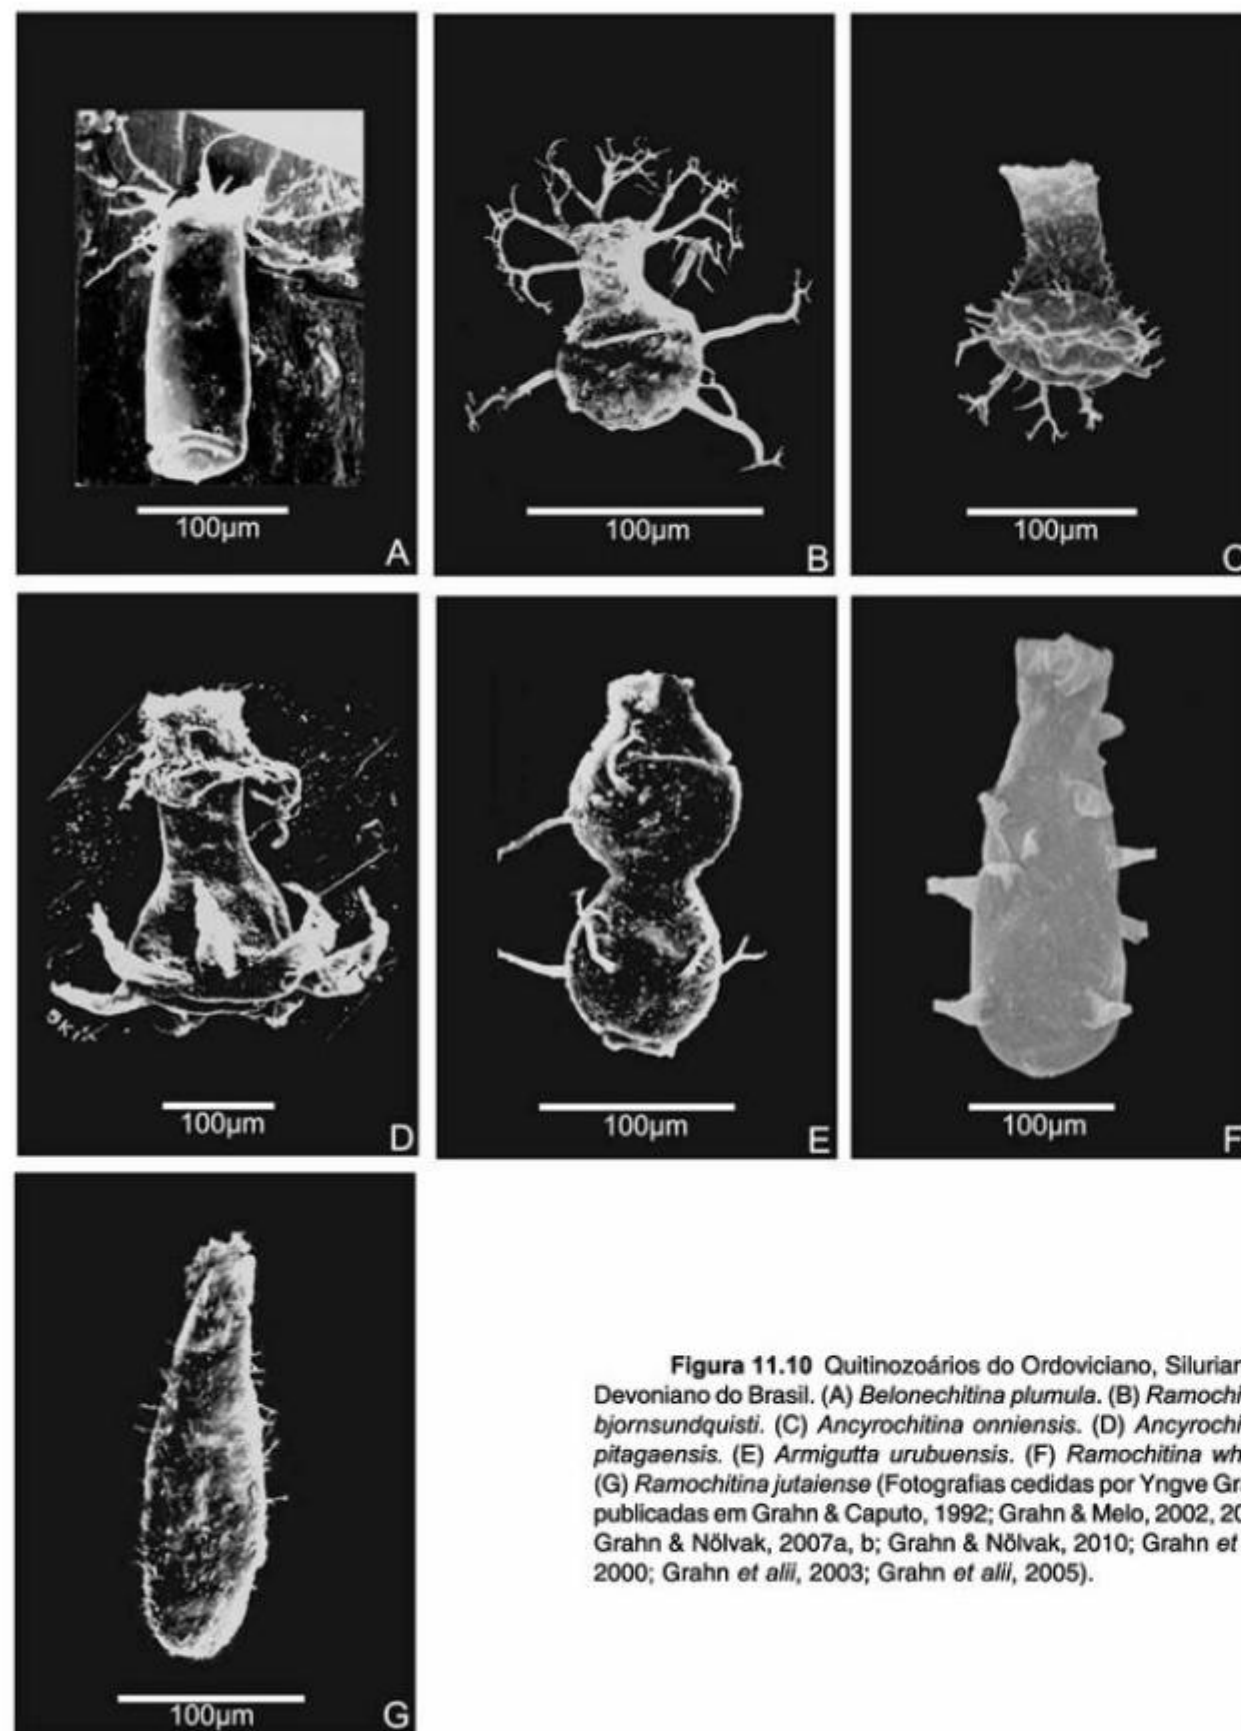 100µm
A
100µm
B
100µm
C
100µm
D
100µm
E
100µm
F
100µm
G
Figura 11.10 Quitinozoários do Ordoviciano, Silurian
Devoniano do Brasil. (A) Belonechitina plumula. (B) Ramochi
bjornsundquisti. (C) Ancyrochitina onniensis. (D) Ancyrochi
pitagaensis. (E) Armigutta urubuensis. (F) Ramochitina wh
(G) Ramochitina jutaiense (Fotografias cedidas por Yngve Gra
publicadas em Grahn & Caputo, 1992; Grahn & Melo, 2002, 20
Grahn & Nõlvak, 2007a, b; Grahn & Nõlvak, 2010; Grahn et
2000; Grahn et alii, 2003; Grahn et alii, 2005).